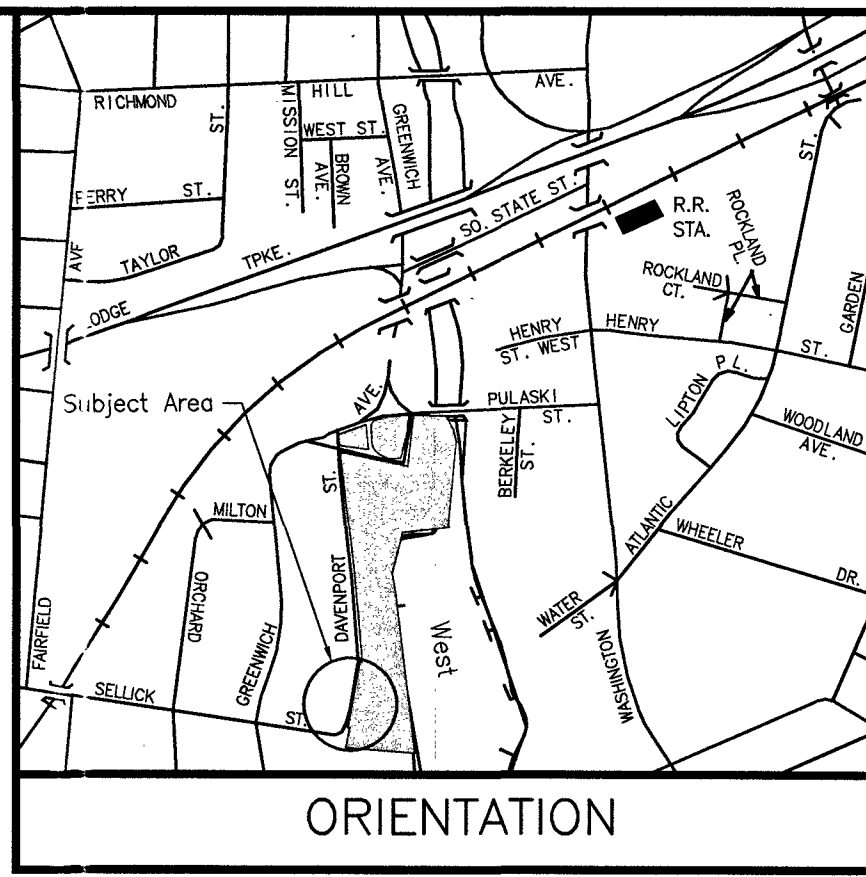 RICHMOND
HILL
AVE.
ST.
MISSION ST.
WEST ST.
BROWN AVE.
GREENWICH AVE.
FERRY ST.
AVE
TAYLOR
TPKE.
SO. STATE ST.
R.R.
STA.
ROCKLAND PL.
ROCKLAND
CT.
ST.
GARDEN
LODGE
HENRY
ST. WEST
HENRY
ST.
LIPTON PL.
Subject Area
AVE.
PULASKI
ST.
BERKELEY ST.
WOODLAND
AVE.
MILTON
ST.
DAVENPORT
ORCHARD
GREENWICH
ATLANTIC
WHEELER
DR.
WATER
ST.
West
WASHINGTON
FAIRFIELD
SELLICK
ST.
ORIENTATION